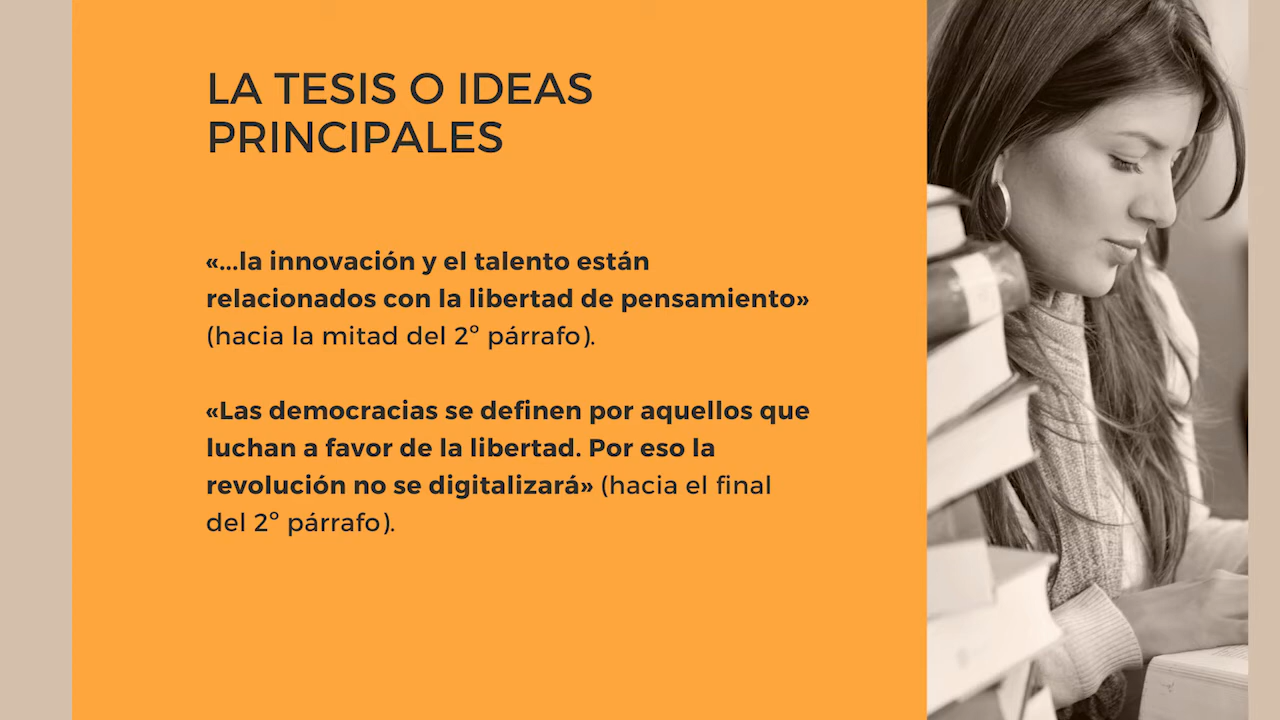 LA TESIS O IDEAS
PRINCIPALES
«...la innovación y el talento están
relacionados con la libertad de pensamiento»
(hacia la mitad del 2º párrafo).
«Las democracias se definen por aquellos que
luchan a favor de la libertad. Por eso la
revolución no se digitalizará» (hacia el final
del 2º párrafo).